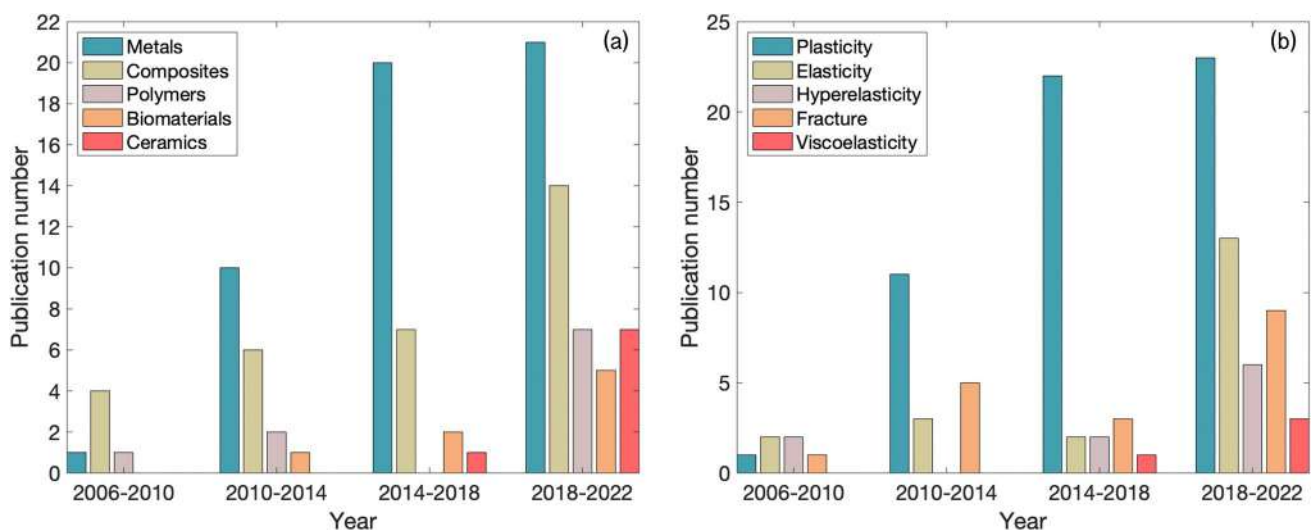 (a)
Metals
Composites
Polymers
Biomaterials
Ceramics
Publication number
22
20
18
16
14
12
10
8
6
4
2
0
2006-2010 2010-2014 2014-2018 2018-2022
Year
(b)
Plasticity
Elasticity
Hyperelasticity
Fracture
Viscoelasticity
Publication number
25
20
15
10
5
0
2006-2010 2010-2014 2014-2018 2018-2022
Year